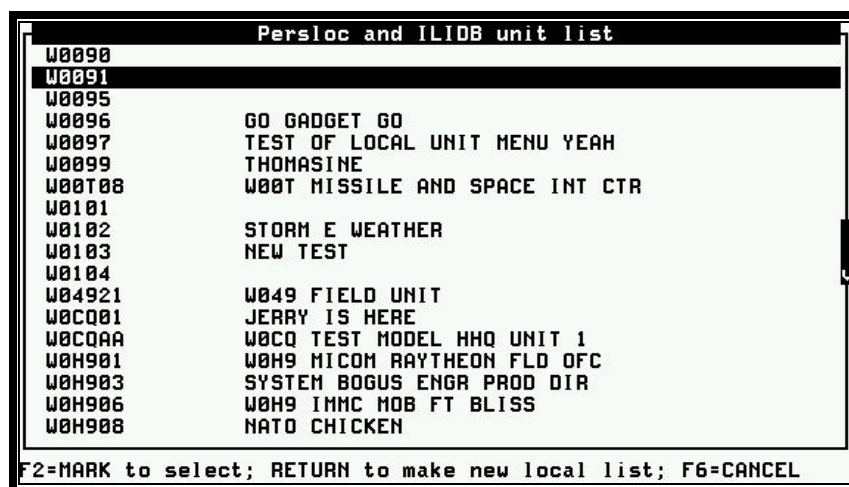 Persloc and ILIDB unit list
W0090
W0091
W0095
W0096 GO GADGET GO
W0097 TEST OF LOCAL UNIT MENU YEAH
W0099 THOMASINE
W00T08 W00T MISSILE AND SPACE INT CTR
W0101
W0102 STORM E WEATHER
W0103 NEW TEST
W0104
W04921 W049 FIELD UNIT
W0CQ01 JERRY IS HERE
W0CQAA W0CQ TEST MODEL HHQ UNIT 1
W0H901 W0H9 MICOM RAYTHEON FLD OFC
W0H903 SYSTEM BOGUS ENGR PROD DIR
W0H906 W0H9 IMMC MOB FT BLISS
W0H908 NATO CHICKEN
F2=MARK to select; RETURN to make new local list; F6=CANCEL